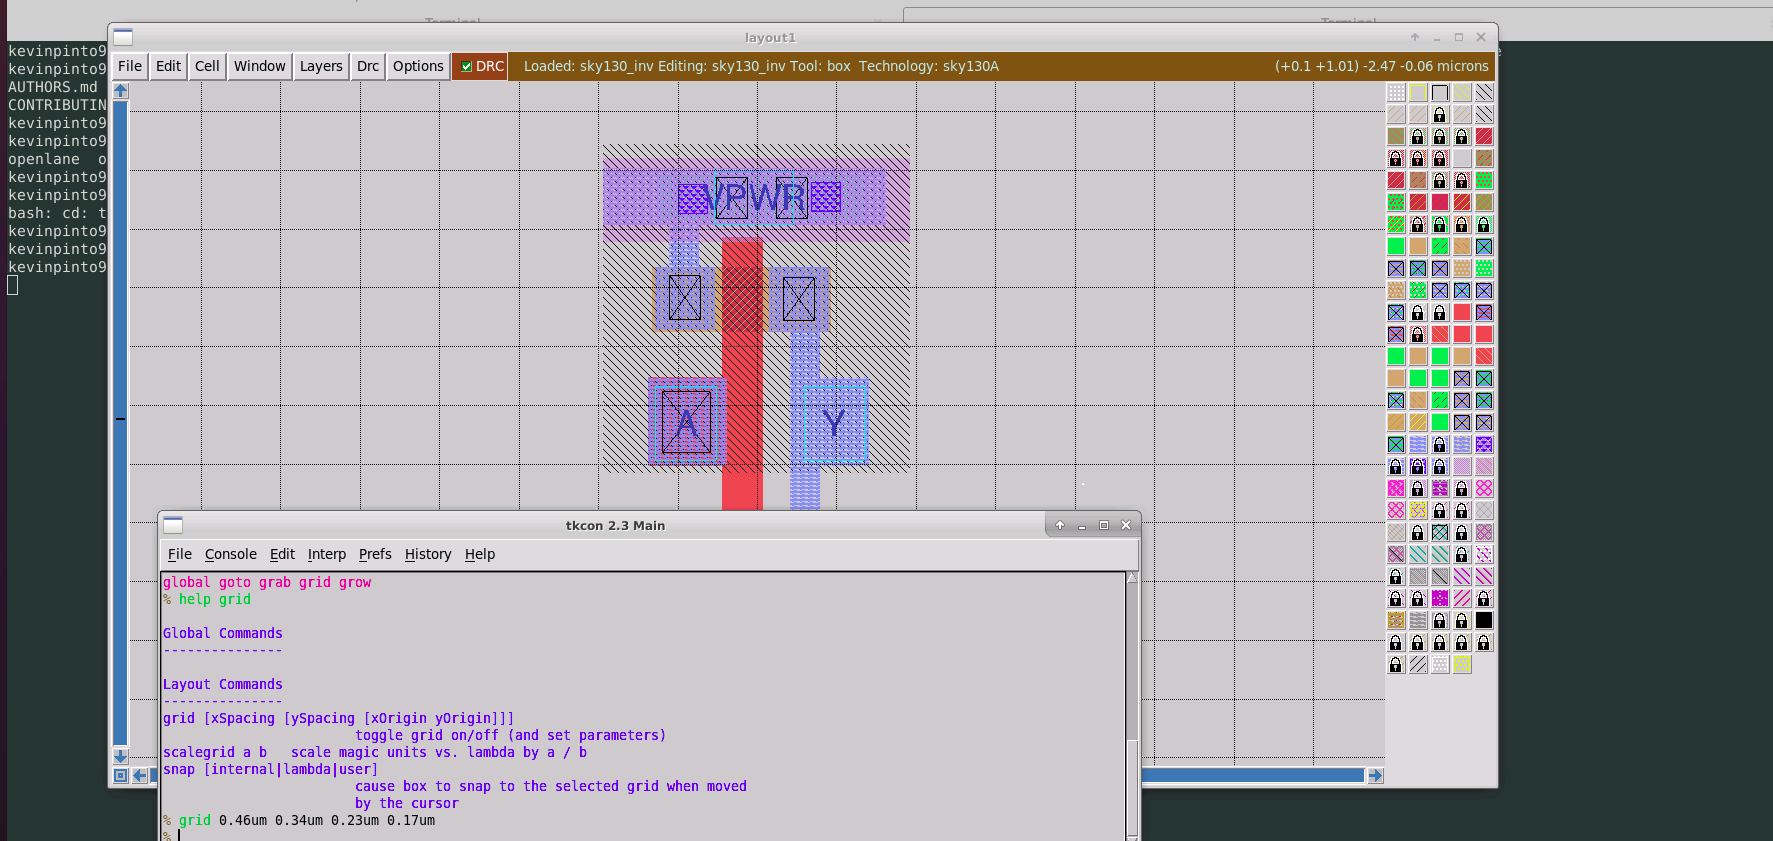 Terminal
Terminal
layout1
File Edit Cell Window Layers Drc Options DRC Loaded: sky130_inv Editing: sky130_inv Tool: box Technology: sky130A (+0.1 +1.01) -2.47 -0.06 microns
kevinpinto9
kevinpinto9
AUTHORS.md
CONTRIBUTIN
kevinpinto9
kevinpinto9
openlane o
kevinpinto9
kevinpinto9
bash: cd: t
kevinpinto9
kevinpinto9
kevinpinto9
VPWR
A
Y
tkcon 2.3 Main
File Console Edit Interp Prefs History Help
global goto grab grid grow
% help grid
Global Commands
---------------
Layout Commands
---------------
grid [xSpacing [ySpacing [xOrigin yOrigin]]]
toggle grid on/off (and set parameters)
scalegrid a b scale magic units vs. lambda by a / b
snap [internal|lambda|user]
cause box to snap to the selected grid when moved
by the cursor
% grid 0.46um 0.34um 0.23um 0.17um
%